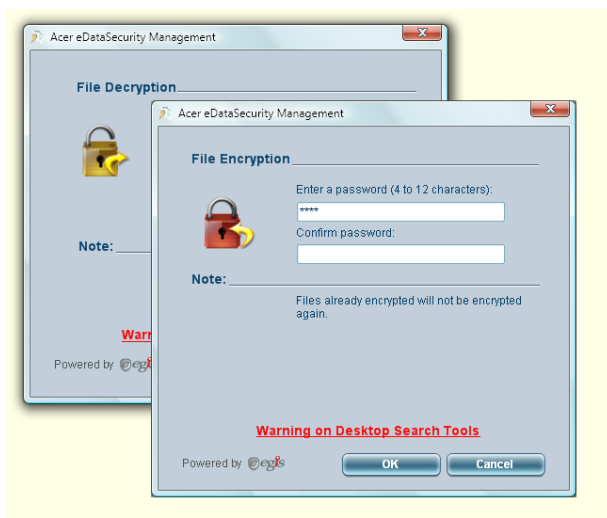 Acer eDataSecurity Management
x
File Decryption
Note:
Warn
Powered by egis
Acer eDataSecurity Management
x
File Encryption
Enter a password (4 to 12 characters):
****
Confirm password:
Note:
Files already encrypted will not be encrypted
again.
Warning on Desktop Search Tools
Powered by egis
OK
Cancel